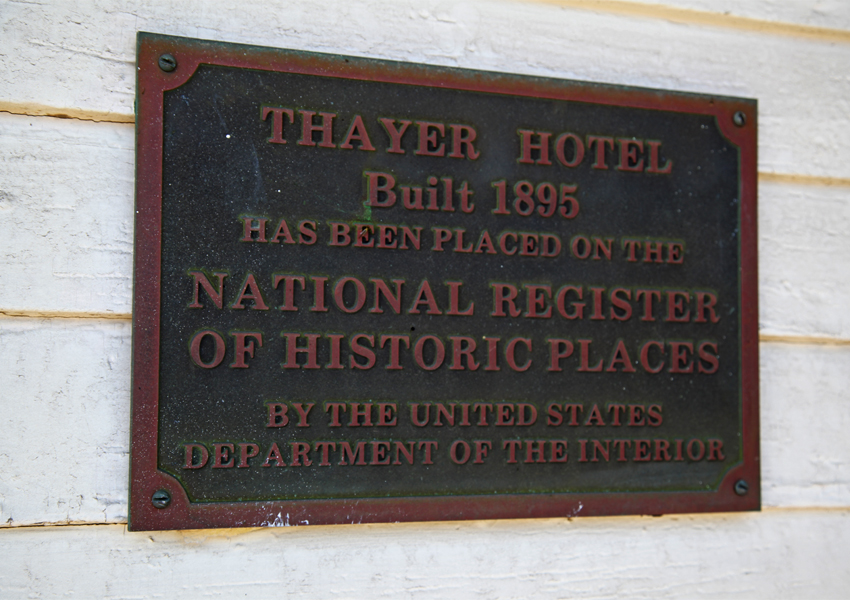 THAYER HOTEL
Built 1895
HAS BEEN PLACED ON THE
NATIONAL REGISTER
OF HISTORIC PLACES
BY THE UNITED STATES
DEPARTMENT OF THE INTERIOR